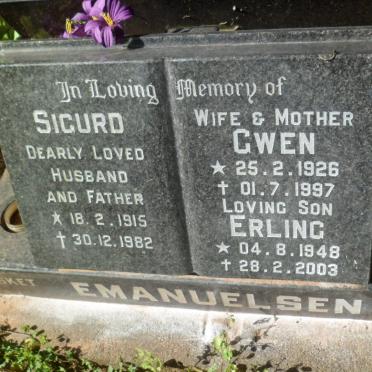 In Loving Memory of
SIGURD
DEARLY LOVED
HUSBAND
AND FATHER
★ 18.2.1915
✝ 30.12.1982
WIFE & MOTHER
GWEN
★ 25.2.1926
✝ 01.7.1997
LOVING SON
ERLING
★ 04.8.1948
✝ 28.2.2003
EMANUELSEN